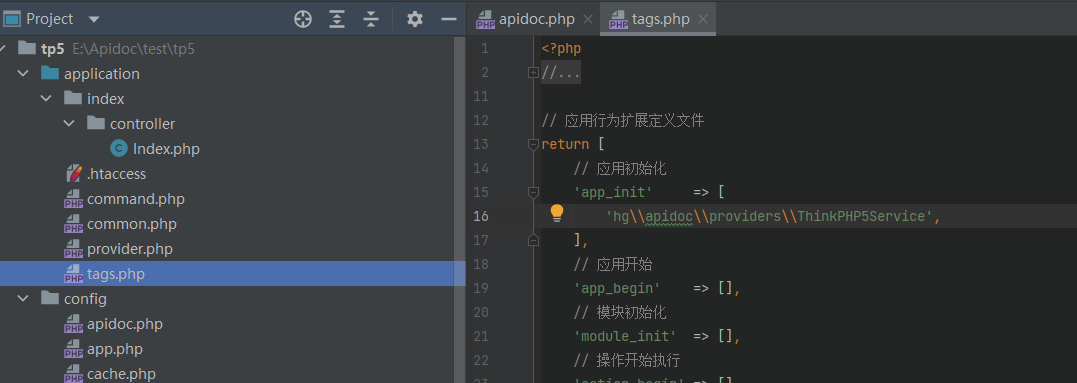 Project
tp5 E:\Apidoc\test\tp5
application
index
controller
Index.php
.htaccess
command.php
common.php
provider.php
tags.php
config
apidoc.php
app.php
cache.php
apidoc.php
tags.php
1 <?php
2 //...
11
12 // 应用行为扩展定义文件
13 return [
14 // 应用初始化
15 'app_init' => [
16 'hg\\apidoc\\providers\\ThinkPHP5Service',
17 ],
18 // 应用开始
19 'app_begin' => [],
20 // 模块初始化
21 'module_init' => [],
22 // 操作开始执行